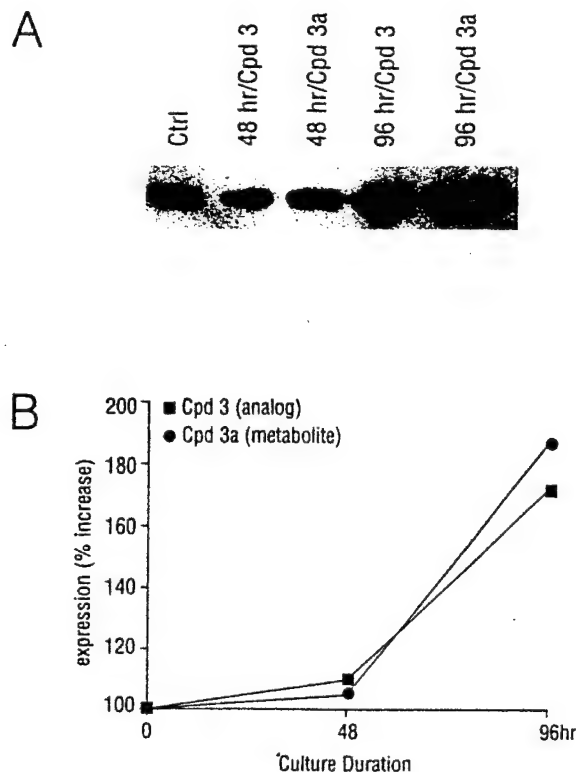 A
Ctrl
48 hr/Cpd 3
48 hr/Cpd 3a
96 hr/Cpd 3
96 hr/Cpd 3a
B
■ Cpd 3 (analog)
● Cpd 3a (metabolite)
expression (% increase)
200
180
160
140
120
100
0
48
96hr
Culture Duration